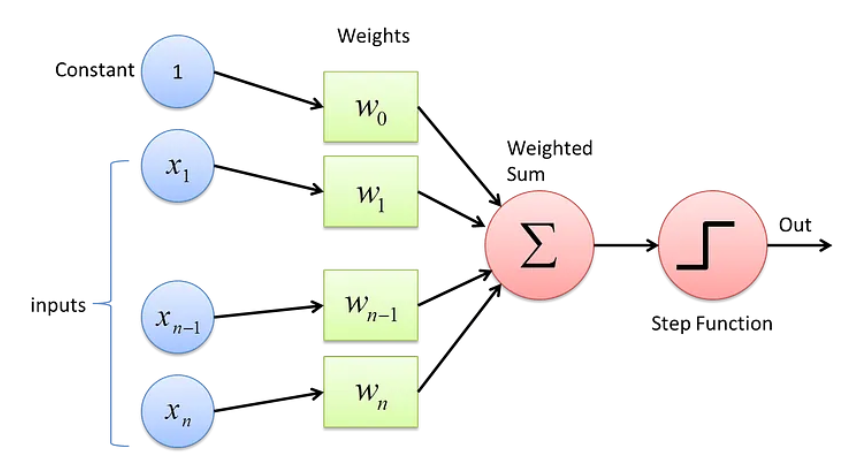 Weights
Constant
1
w₀
x₁
w₁
Weighted
Sum
Σ
Out
inputs
xₙ₋₁
wₙ₋₁
Step Function
xₙ
wₙ